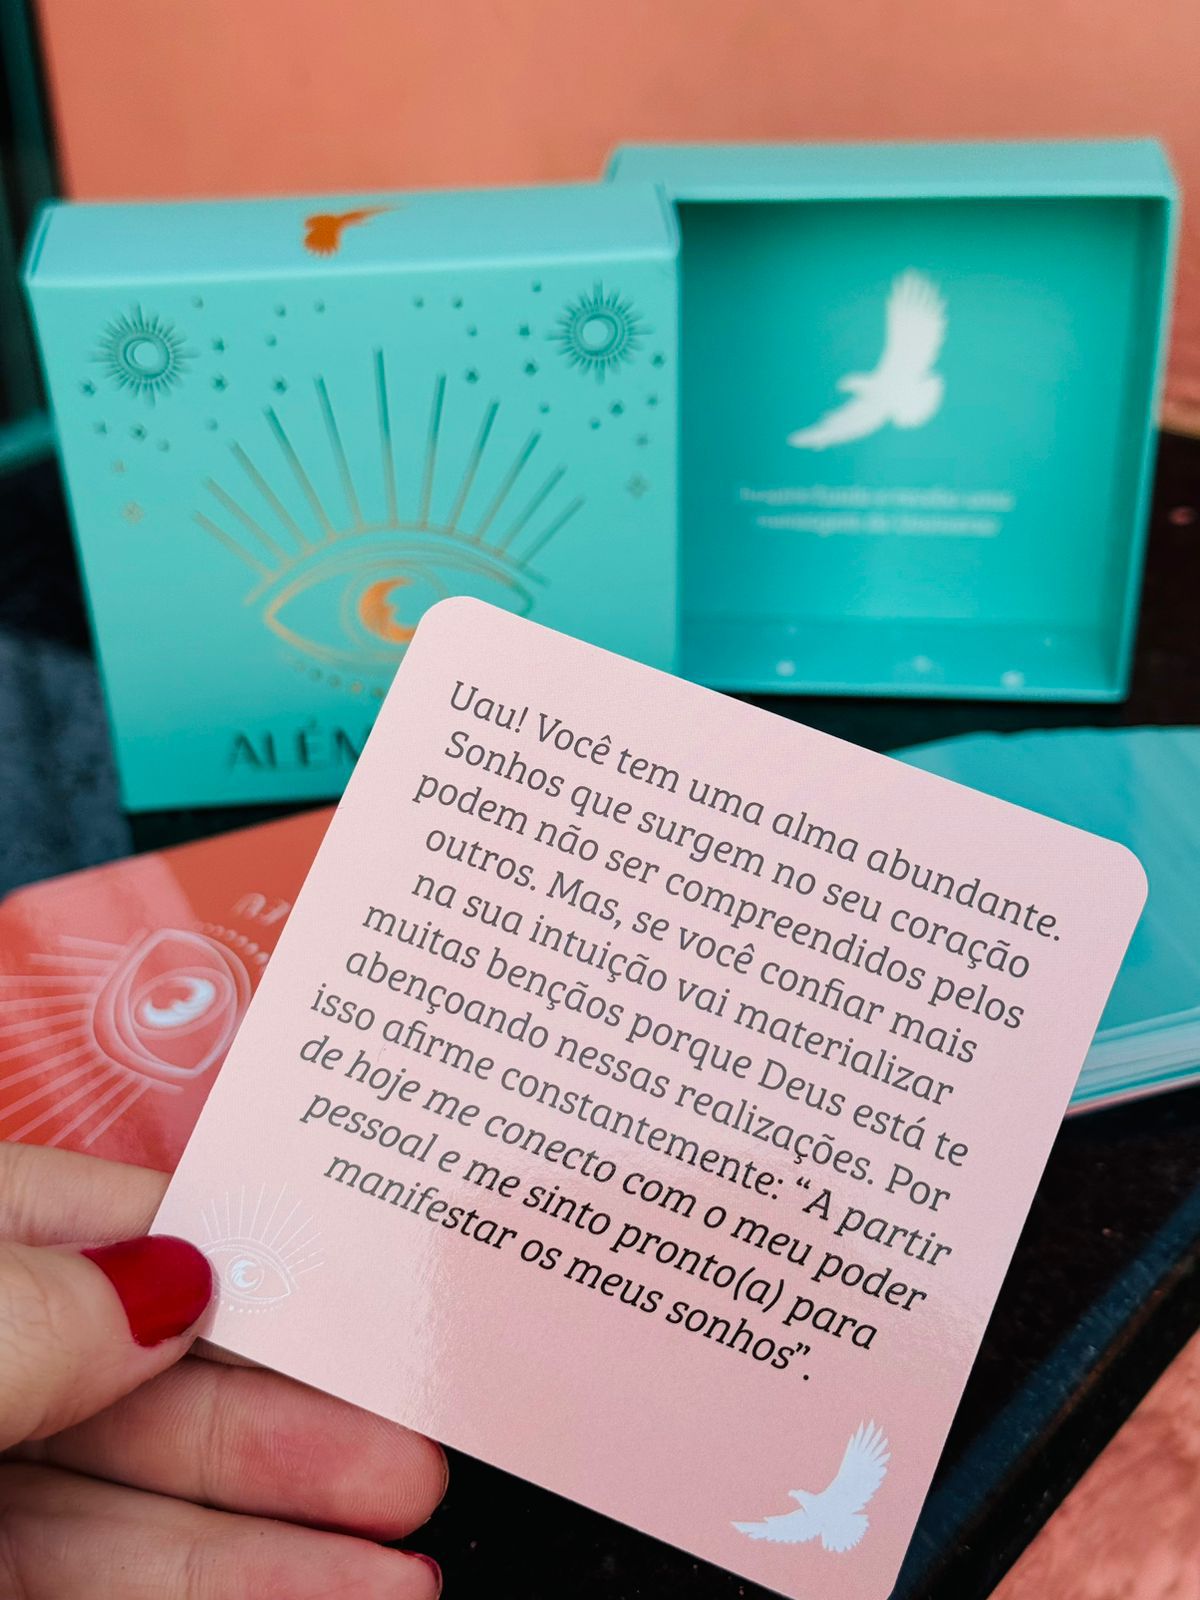 ALÉM
Uau! Você tem uma alma abundante.
Sonhos que surgem no seu coração
podem não ser compreendidos pelos
outros. Mas, se você confiar mais
na sua intuição vai materializar
muitas bençãos porque Deus está te
abençoando nessas realizações. Por
isso afirme constantemente: “A partir
de hoje me conecto com o meu poder
pessoal e me sinto pronto(a) para
manifestar os meus sonhos”.